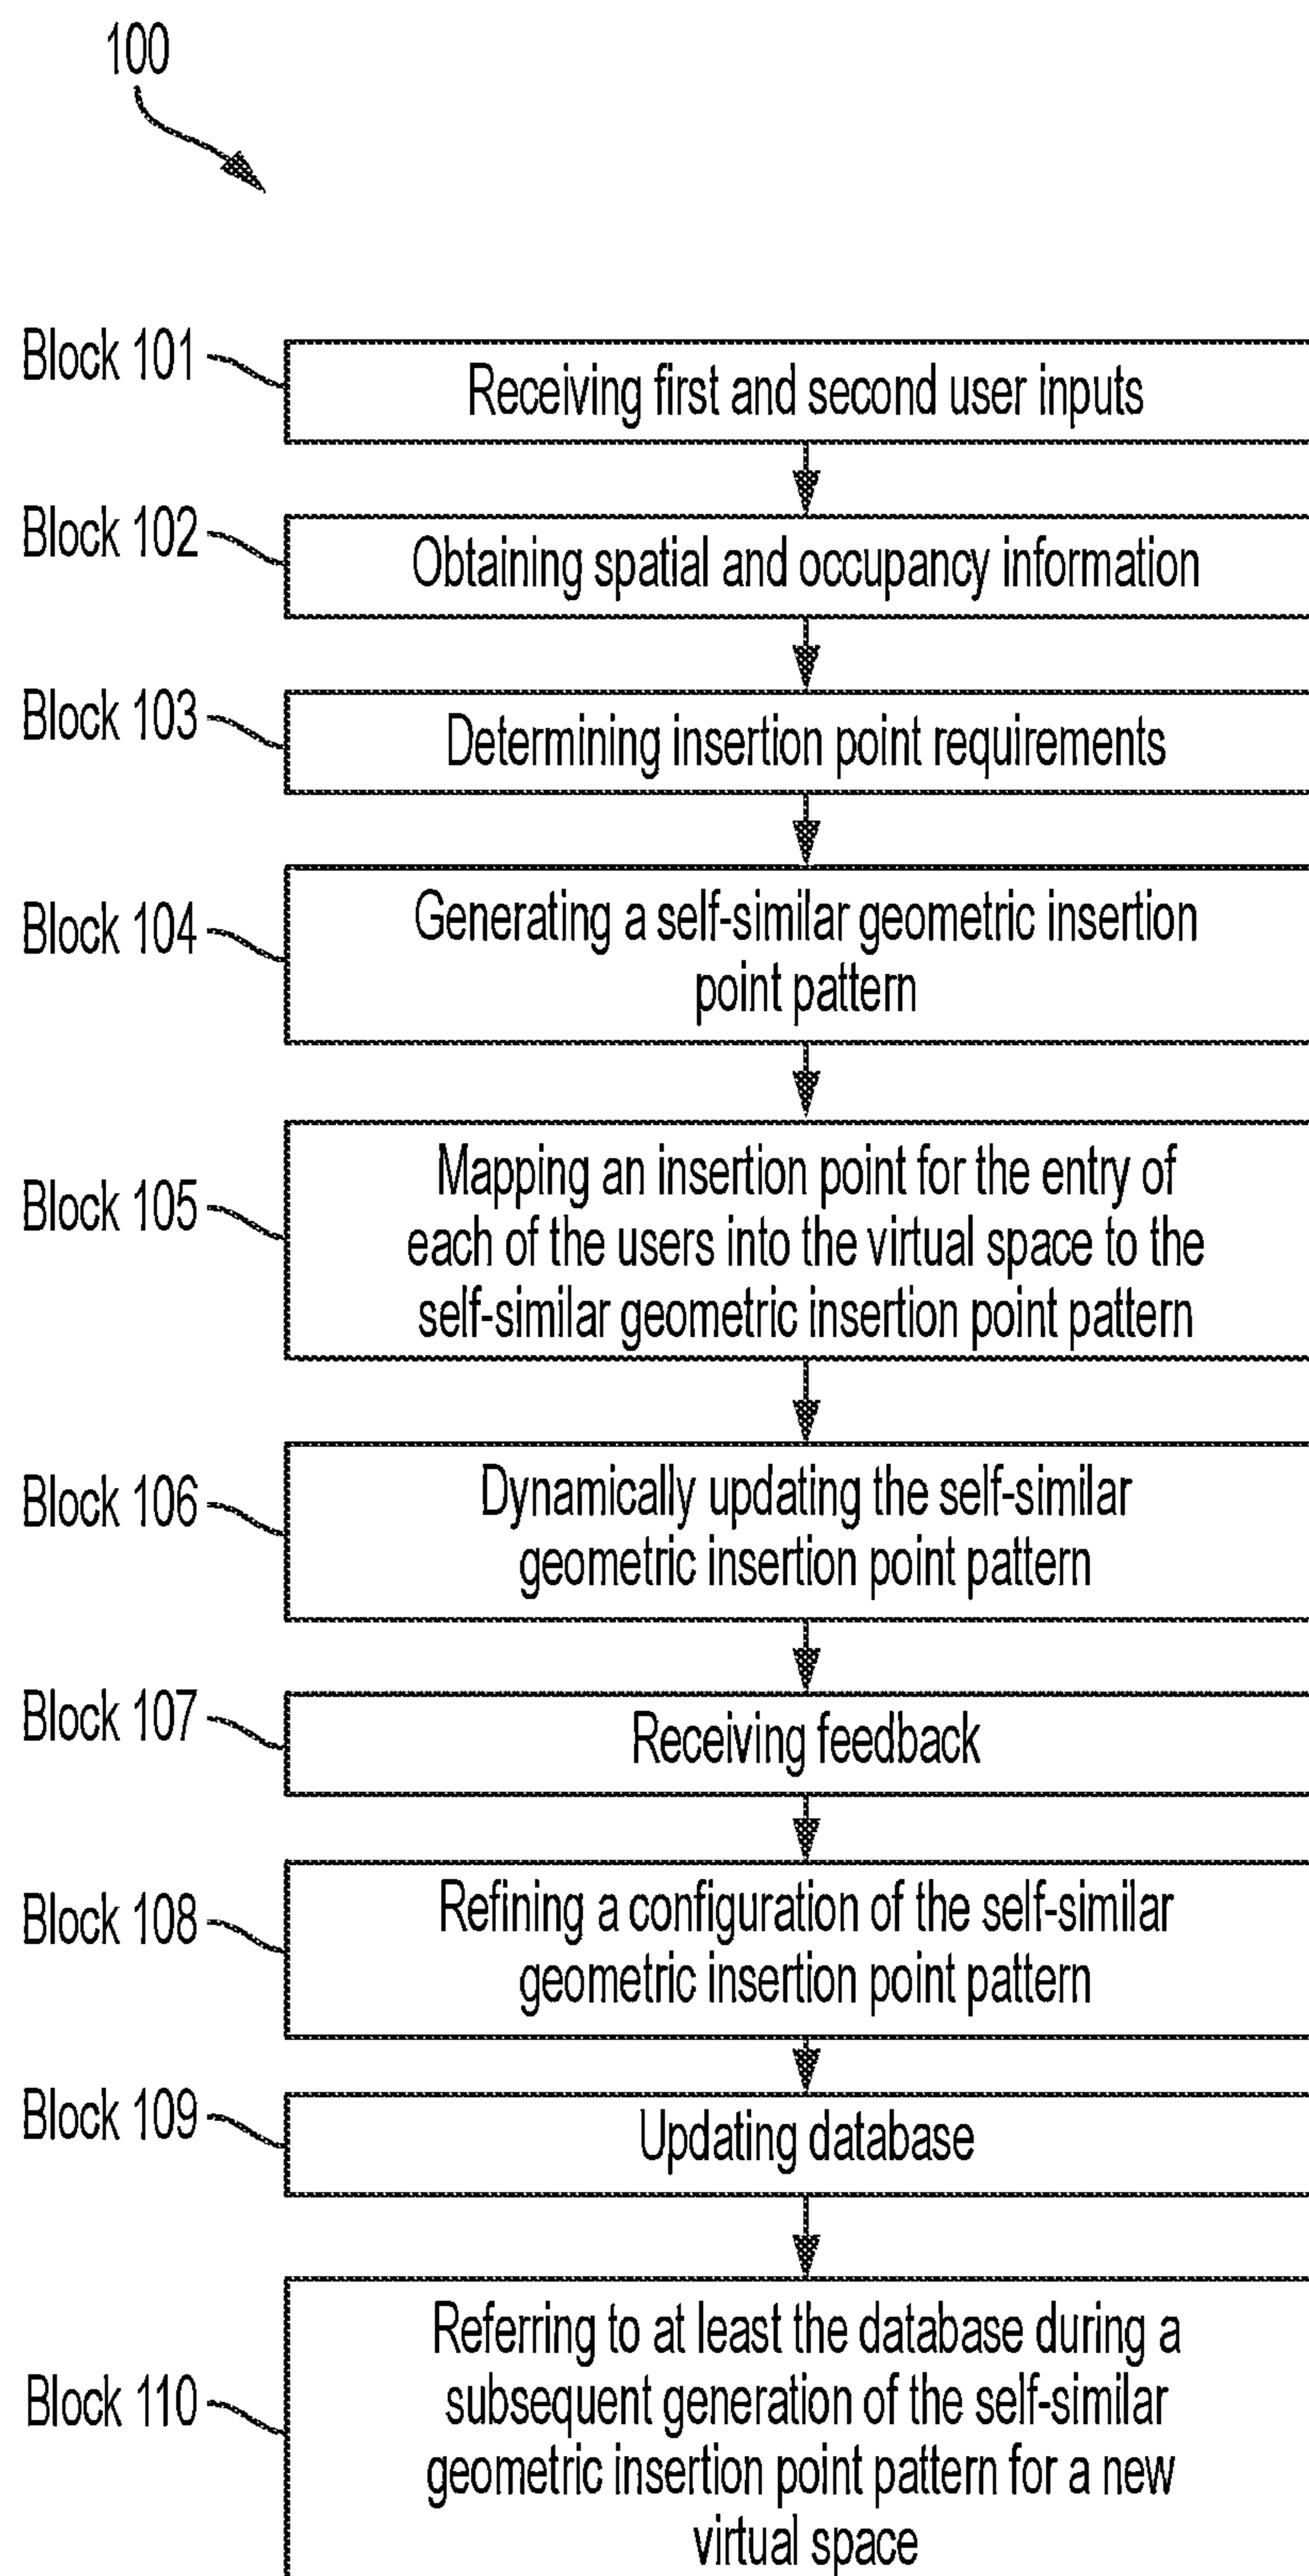 100
Block 101
Receiving first and second user inputs
Block 102
Obtaining spatial and occupancy information
Block 103
Determining insertion point requirements
Block 104
Generating a self-similar geometric insertion
point pattern
Block 105
Mapping an insertion point for the entry of
each of the users into the virtual space to the
self-similar geometric insertion point pattern
Block 106
Dynamically updating the self-similar
geometric insertion point pattern
Block 107
Receiving feedback
Block 108
Refining a configuration of the self-similar
geometric insertion point pattern
Block 109
Updating database
Block 110
Referring to at least the database during a
subsequent generation of the self-similar
geometric insertion point pattern for a new
virtual space